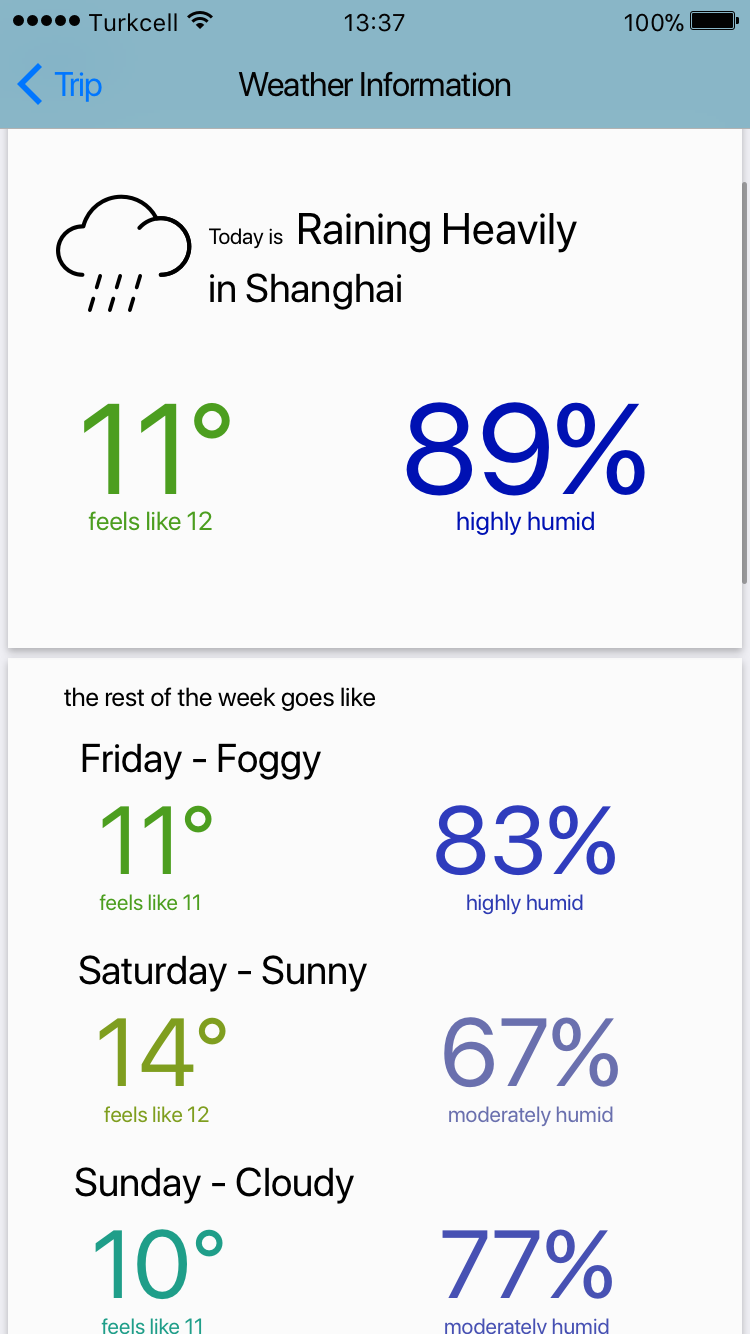 Turkcell 13:37 100%
Trip Weather Information
Today is Raining Heavily
in Shanghai
11° 89%
feels like 12 highly humid
the rest of the week goes like
Friday - Foggy
11° 83%
feels like 11 highly humid
Saturday - Sunny
14° 67%
feels like 12 moderately humid
Sunday - Cloudy
10° 77%
feels like 11 moderately humid